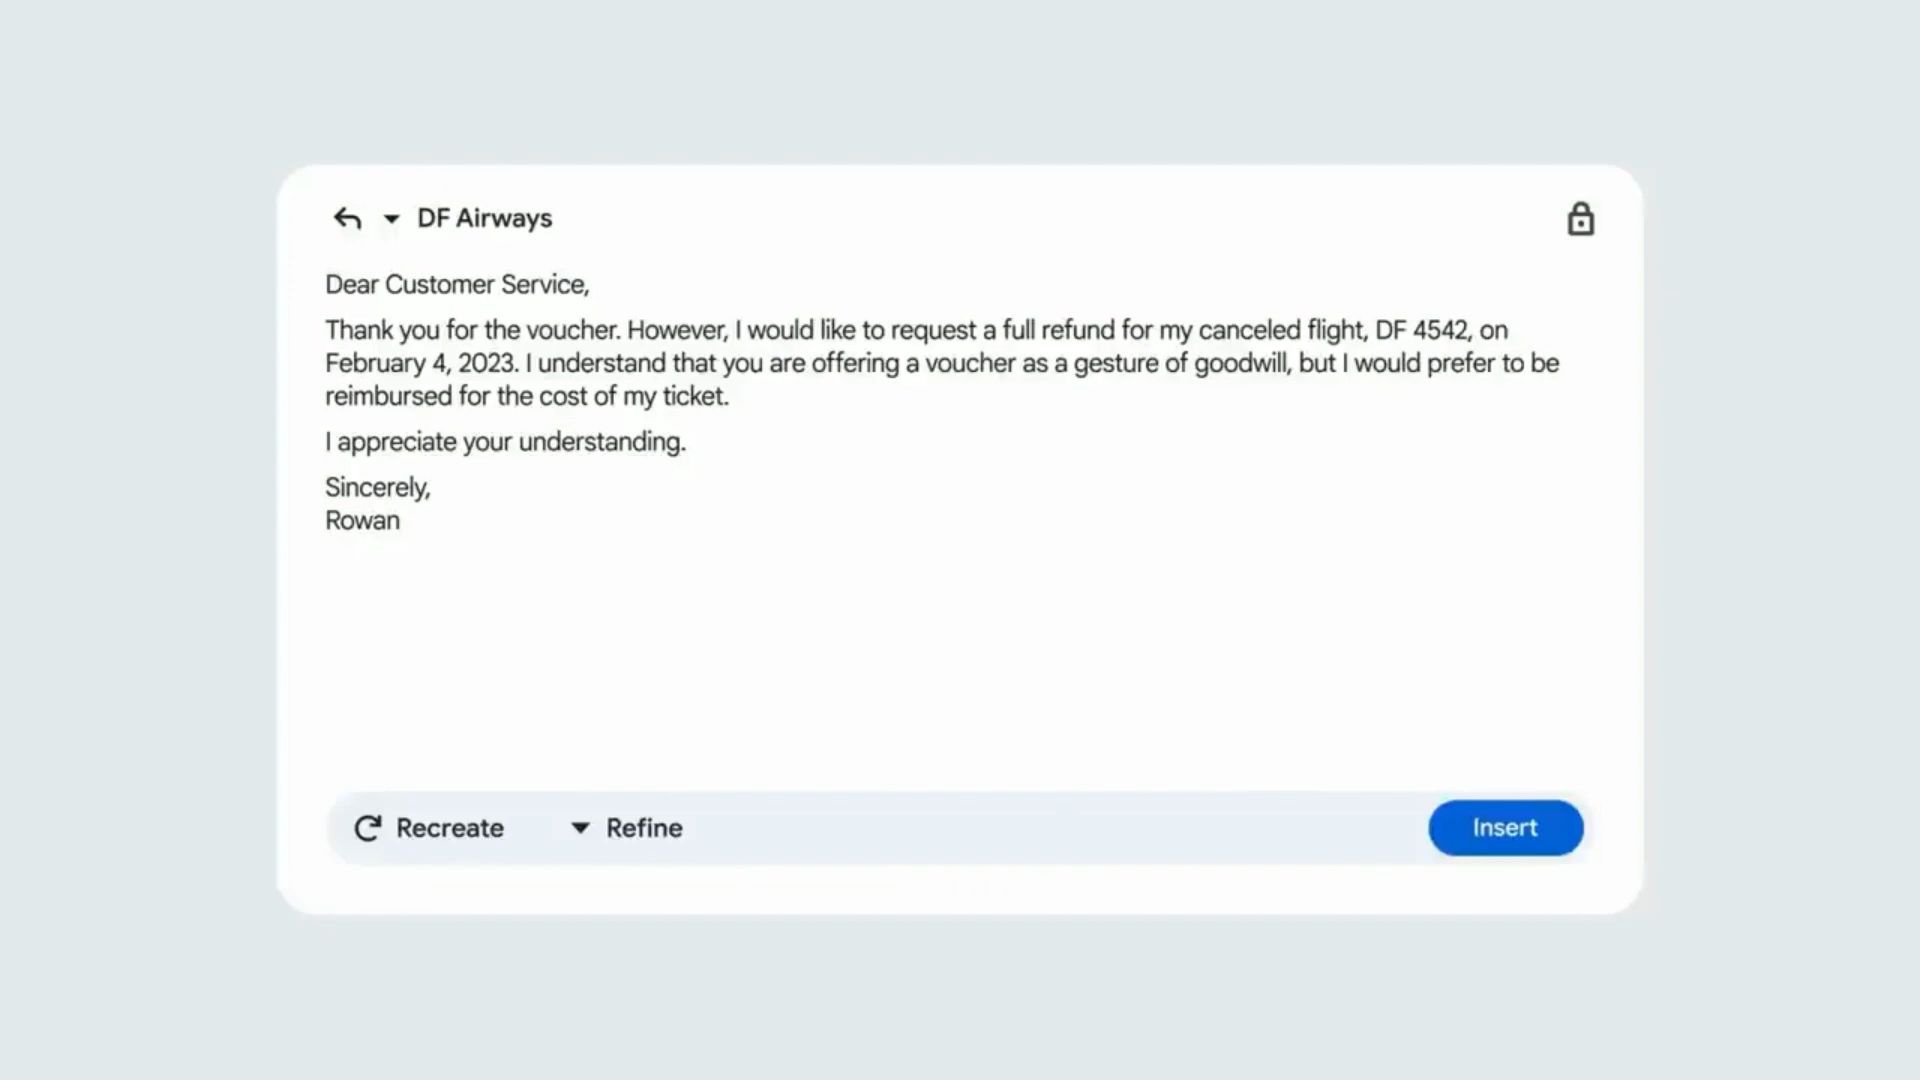 DF Airways
Dear Customer Service,
Thank you for the voucher. However, I would like to request a full refund for my canceled flight, DF 4542, on
February 4, 2023. I understand that you are offering a voucher as a gesture of goodwill, but I would prefer to be
reimbursed for the cost of my ticket.
I appreciate your understanding.
Sincerely,
Rowan
Recreate
Refine
Insert